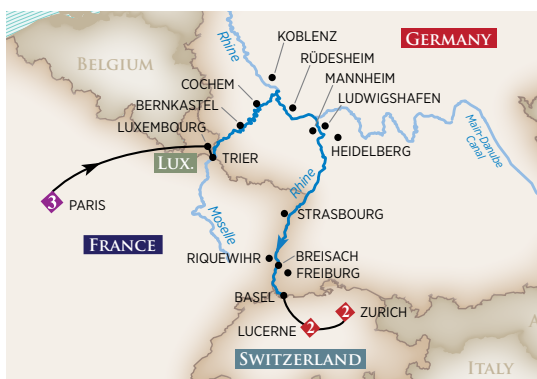 KOBLENZ
GERMANY
Rhine
RÜDESHEIM
BELGIUM
MANNHEIM
COCHEM
LUDWIGSHAFEN
BERNKASTEL
LUXEMBOURG
HEIDELBERG
Main-Danube
Canal
LUX.
TRIER
Rhine
3
PARIS
Moselle
STRASBOURG
FRANCE
RIQUEWIHR
BREISACH
FREIBURG
BASEL
2
ZURICH
LUCERNE
2
SWITZERLAND
ITALY